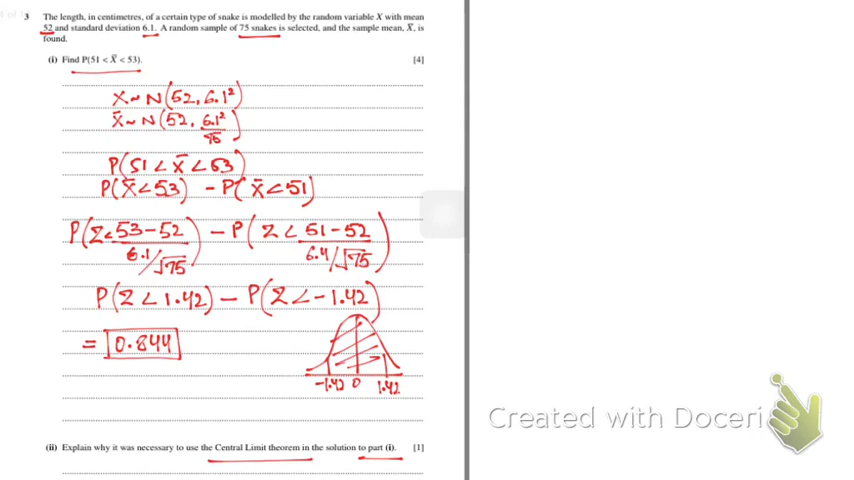 3 The length, in centimetres, of a certain type of snake is modelled by the random variable X with mean
52 and standard deviation 6.1. A random sample of 75 snakes is selected, and the sample mean, X̄, is
found.
(i) Find P(51 < X̄ < 53). [4]
X ~ N(52, 6.1²)
X̄ ~ N(52, 6.1²/75)
P(51 < X̄ < 53)
P(X̄ < 53) - P(X̄ < 51)
P(Z < 53-52 / 6.1/√75) - P(Z < 51-52 / 6.4/√75)
P(Z < 1.42) - P(Z < -1.42)
= 0.844
-1.42 0 1.42
(ii) Explain why it was necessary to use the Central Limit theorem in the solution to part (i). [1]
Created with Doceri